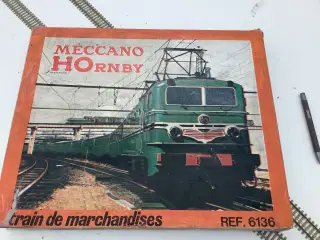 MECCANO
HORNBY
train de marchandises
REF. 6136